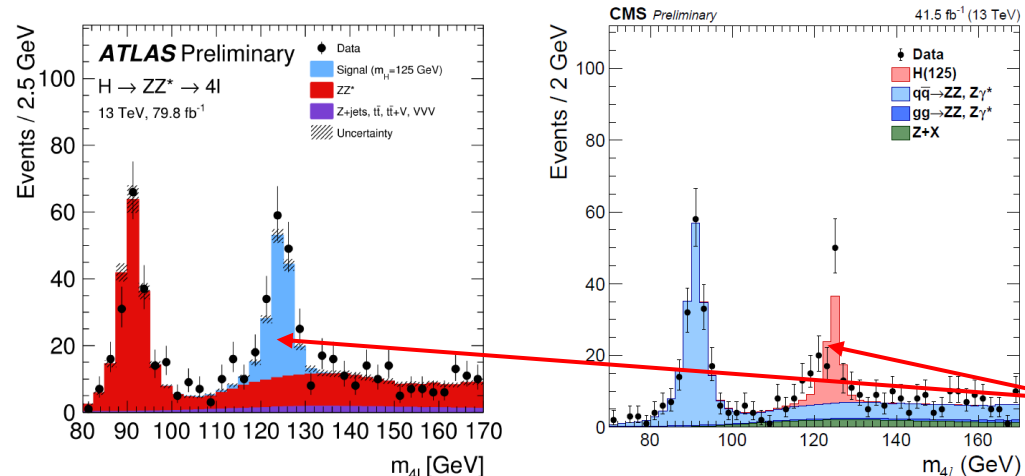 ATLAS Preliminary
H → ZZ* → 4l
13 TeV, 79.8 fb⁻¹
Data
Signal (m_H=125 GeV)
ZZ*
Z+jets, tt̄, tt̄+V, VVV
Uncertainty
Events / 2.5 GeV
100
80
60
40
20
0
80 90 100 110 120 130 140 150 160 170
m₄l [GeV]
CMS Preliminary 41.5 fb⁻¹ (13 TeV)
Data
H(125)
qq̄→ZZ, Zγ*
gg→ZZ, Zγ*
Z+X
Events / 2 GeV
100
80
60
40
20
0
80 100 120 140 160
m₄l (GeV)